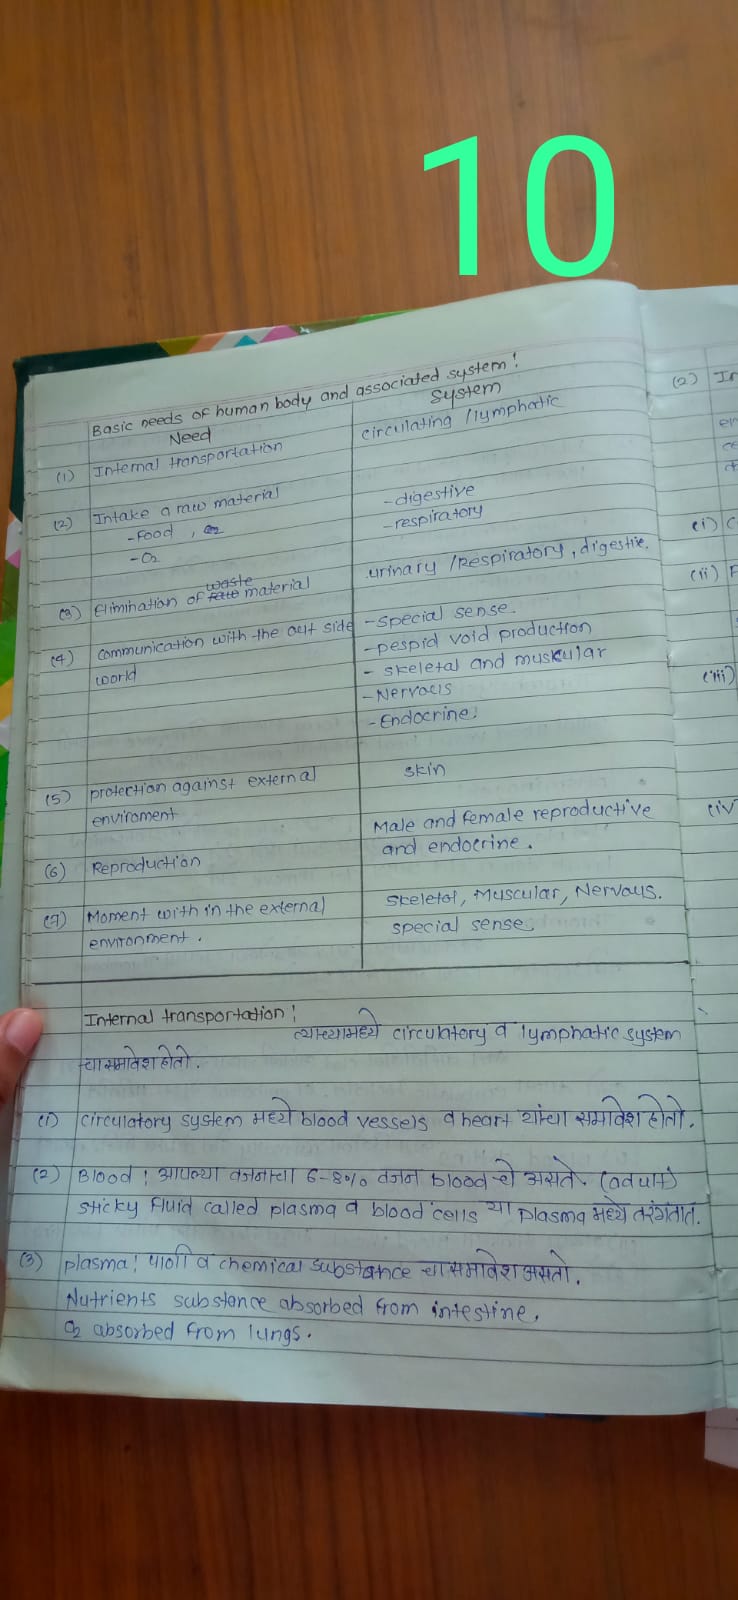 10
Basic needs of human body and associated system!
Need System
(1) Internal transportation circulating /lymphatic
(2) Intake a raw material -digestive
-Food , O2 -respiratory
-O2
(3) Elimination of waste material urinary /Respiratory, digestive.
(4) communication with the out side -special sense.
world -pespid void production
- skeletal and muskular
-Nervous
-Endocrine!
(5) protection against external skin
enviroment
(6) Reproduction Male and female reproductive
and endocrine.
(7) Moment with in the external skeletal, Muscular, Nervous.
environment. special sense.
Internal transportation!
त्याच्यामध्ये circulatory व lymphatic system
चा समावेश होतो.
(1) circulatory system मध्ये blood vessels व heart यांचा समावेश होतो.
(2) Blood! आपल्या वजनाच्या 6-8% वजन blood चे असते. (adult)
sticky fluid called plasma व blood cells या plasma मध्ये तरंगतात.
(3) plasma! पाणी व chemical substance चा समावेश असतो.
Nutrients substance absorbed from intestine.
O2 absorbed from lungs.
(2) In
(i) C
(ii) F
(iii)
(iv